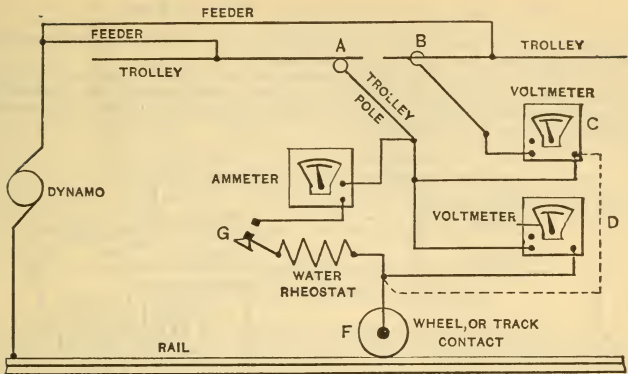 FEEDER
FEEDER
A
B
TROLLEY
TROLLEY
TROLLEY
POLE
VOLTMETER
C
AMMETER
DYNAMO
VOLTMETER
D
G
WATER
RHEOSTAT
F
WHEEL, OR TRACK
CONTACT
RAIL